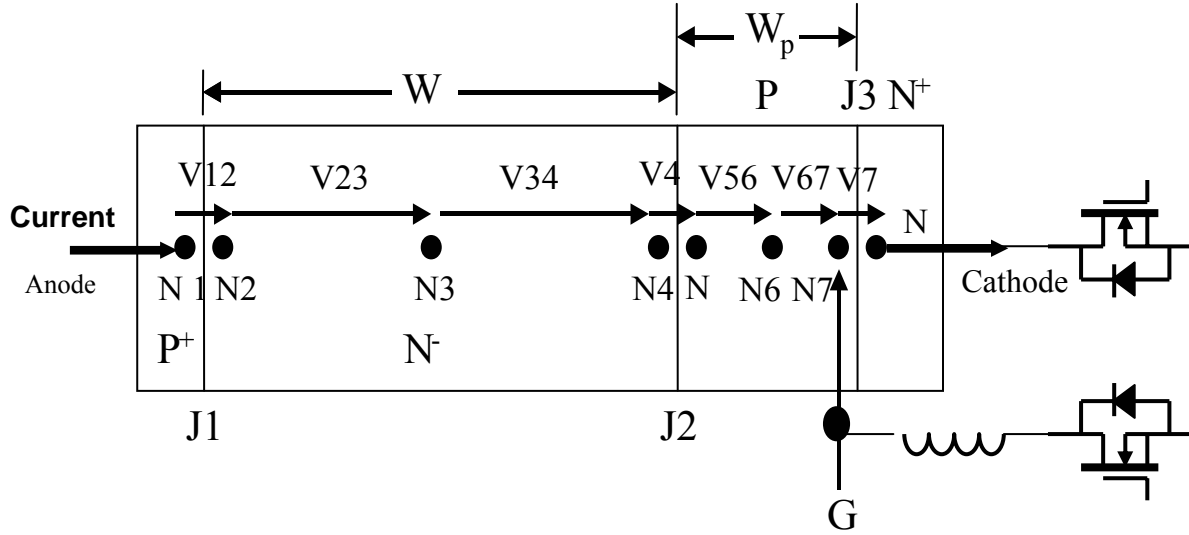 W
Wₚ
P J3 N⁺
V12 V23 V34 V4 V56 V67 V7
Current
N
Anode
N 1 N2 N3 N4 N N6 N7
Cathode
P⁺ N⁻
J1 J2
G